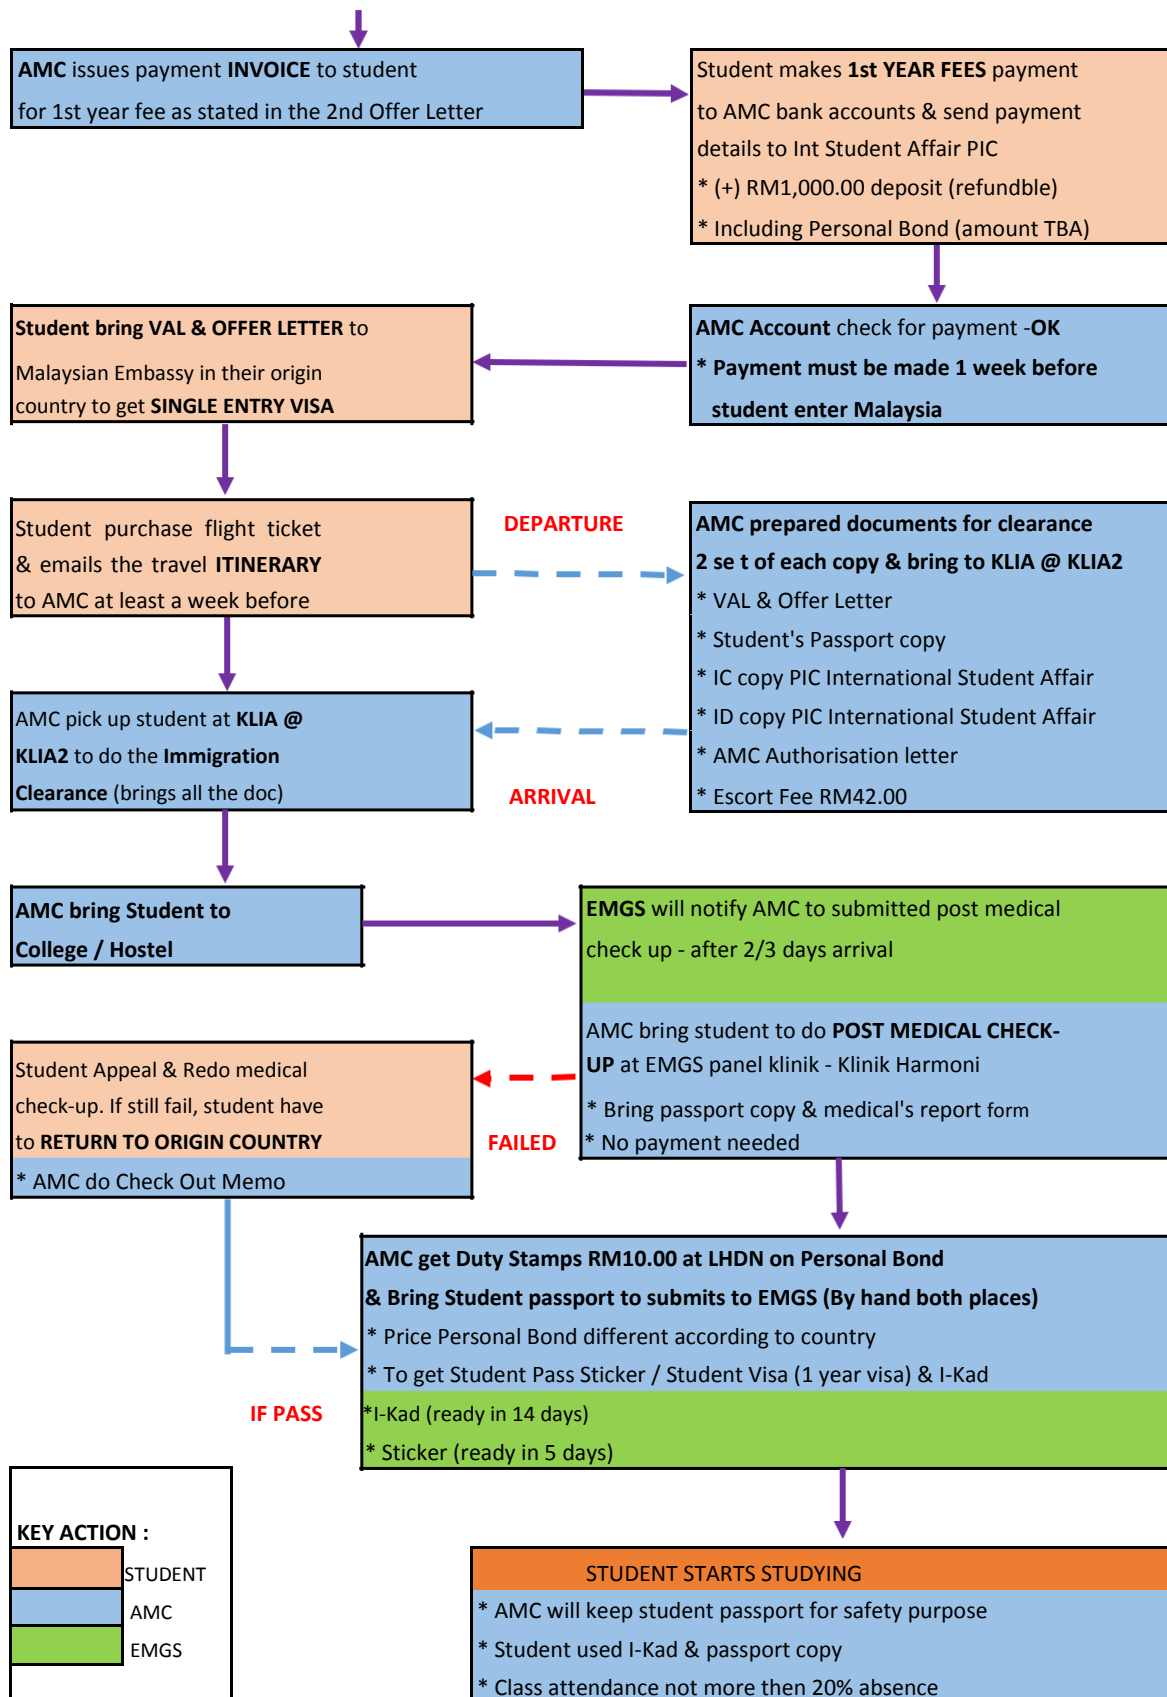 AMC issues payment INVOICE to student
for 1st year fee as stated in the 2nd Offer Letter
Student makes 1st YEAR FEES payment
to AMC bank accounts & send payment
details to Int Student Affair PIC
* (+) RM1,000.00 deposit (refundble)
* Including Personal Bond (amount TBA)
AMC Account check for payment -OK
* Payment must be made 1 week before
student enter Malaysia
Student bring VAL & OFFER LETTER to
Malaysian Embassy in their origin
country to get SINGLE ENTRY VISA
Student purchase flight ticket
& emails the travel ITINERARY
to AMC at least a week before
DEPARTURE
AMC prepared documents for clearance
2 se t of each copy & bring to KLIA @ KLIA2
* VAL & Offer Letter
* Student's Passport copy
* IC copy PIC International Student Affair
* ID copy PIC International Student Affair
* AMC Authorisation letter
* Escort Fee RM42.00
ARRIVAL
AMC pick up student at KLIA @
KLIA2 to do the Immigration
Clearance (brings all the doc)
AMC bring Student to
College / Hostel
EMGS will notify AMC to submitted post medical
check up - after 2/3 days arrival
AMC bring student to do POST MEDICAL CHECK-
UP at EMGS panel klinik - Klinik Harmoni
* Bring passport copy & medical's report form
* No payment needed
FAILED
Student Appeal & Redo medical
check-up. If still fail, student have
to RETURN TO ORIGIN COUNTRY
* AMC do Check Out Memo
IF PASS
AMC get Duty Stamps RM10.00 at LHDN on Personal Bond
& Bring Student passport to submits to EMGS (By hand both places)
* Price Personal Bond different according to country
* To get Student Pass Sticker / Student Visa (1 year visa) & I-Kad
*I-Kad (ready in 14 days)
* Sticker (ready in 5 days)
KEY ACTION :
STUDENT
AMC
EMGS
STUDENT STARTS STUDYING
* AMC will keep student passport for safety purpose
* Student used I-Kad & passport copy
* Class attendance not more then 20% absence